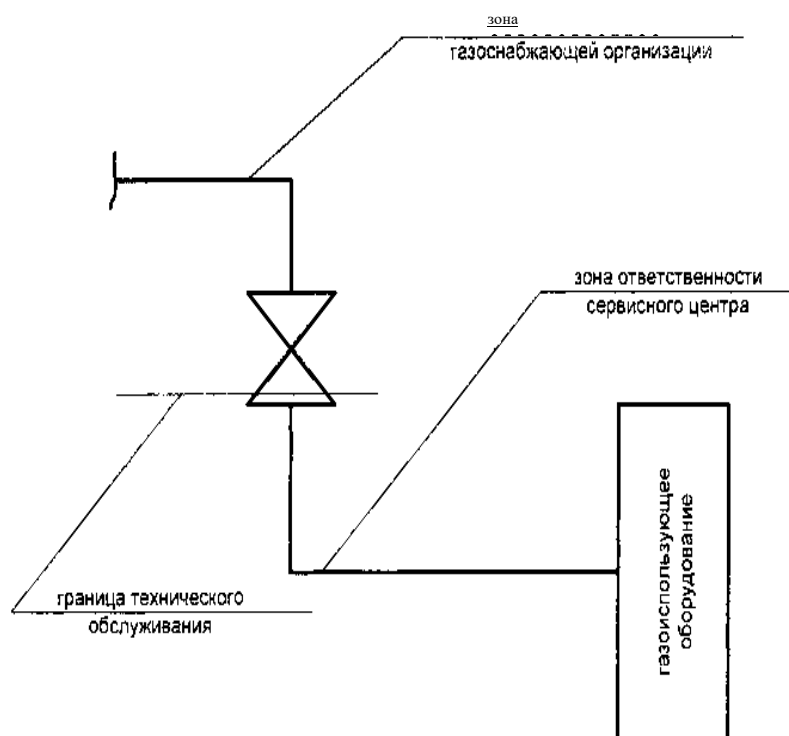 зона
газоснабжающей организации
зона ответственности
сервисного центра
граница технического
обслуживания
газоиспользующее
оборудование